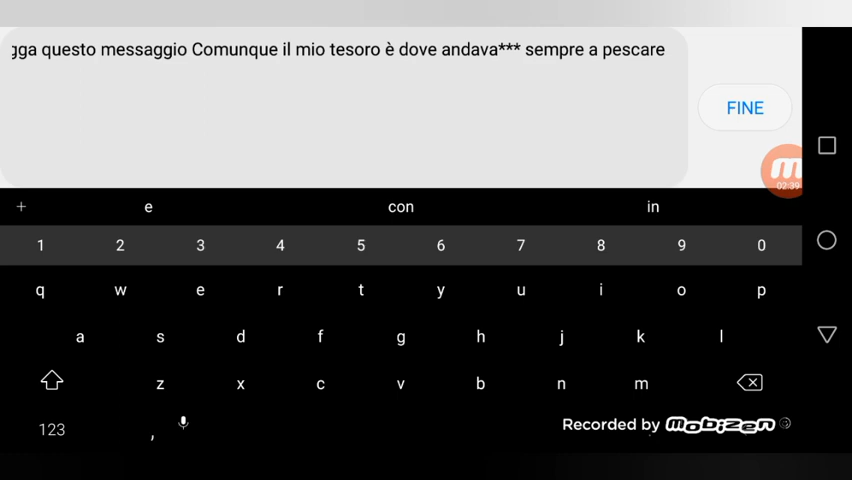 gga questo messaggio Comunque il mio tesoro è dove andava*** sempre a pescare
FINE
02:39
+ e con in
1 2 3 4 5 6 7 8 9 0
q w e r t y u i o p
a s d f g h j k l
z x c v b n m
123 ,
Recorded by Mobizen